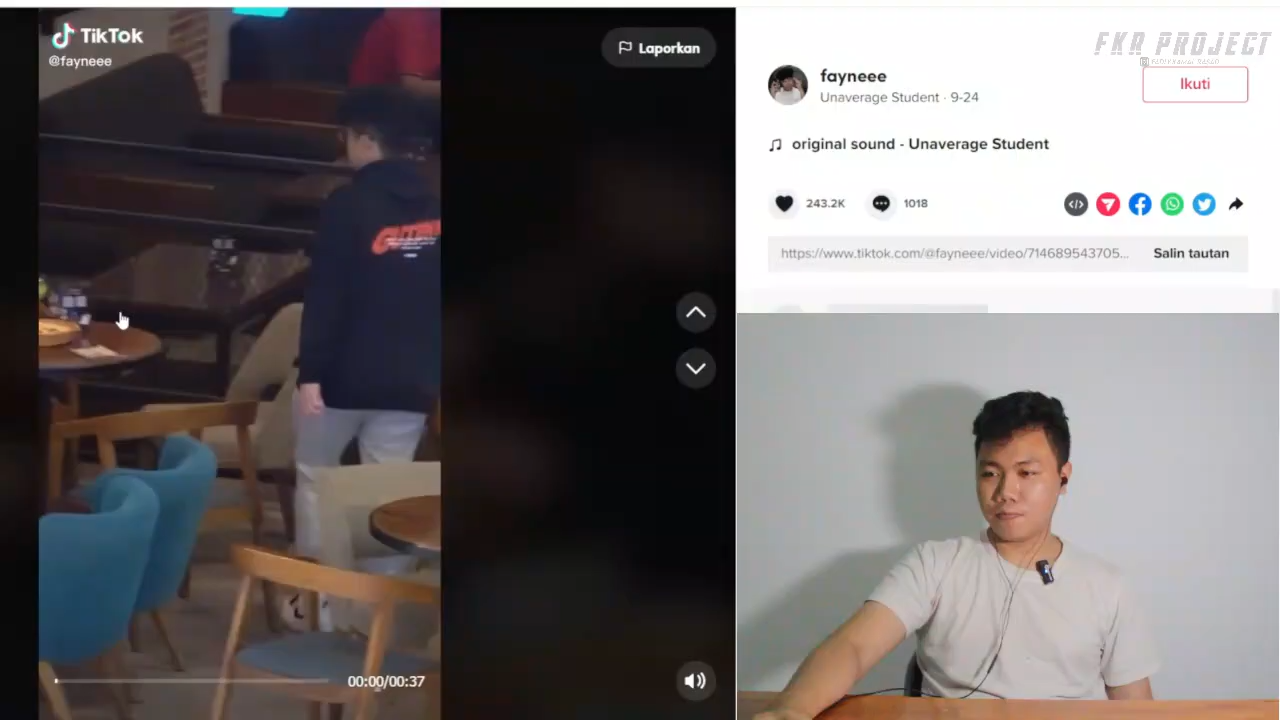 TikTok
@fayneee
Laporkan
00:00/00:37
FKR PROJECT
fayneee
Unaverage Student · 9-24
Ikuti
original sound - Unaverage Student
243.2K
1018
https://www.tiktok.com/@fayneee/video/714689543705...
Salin tautan